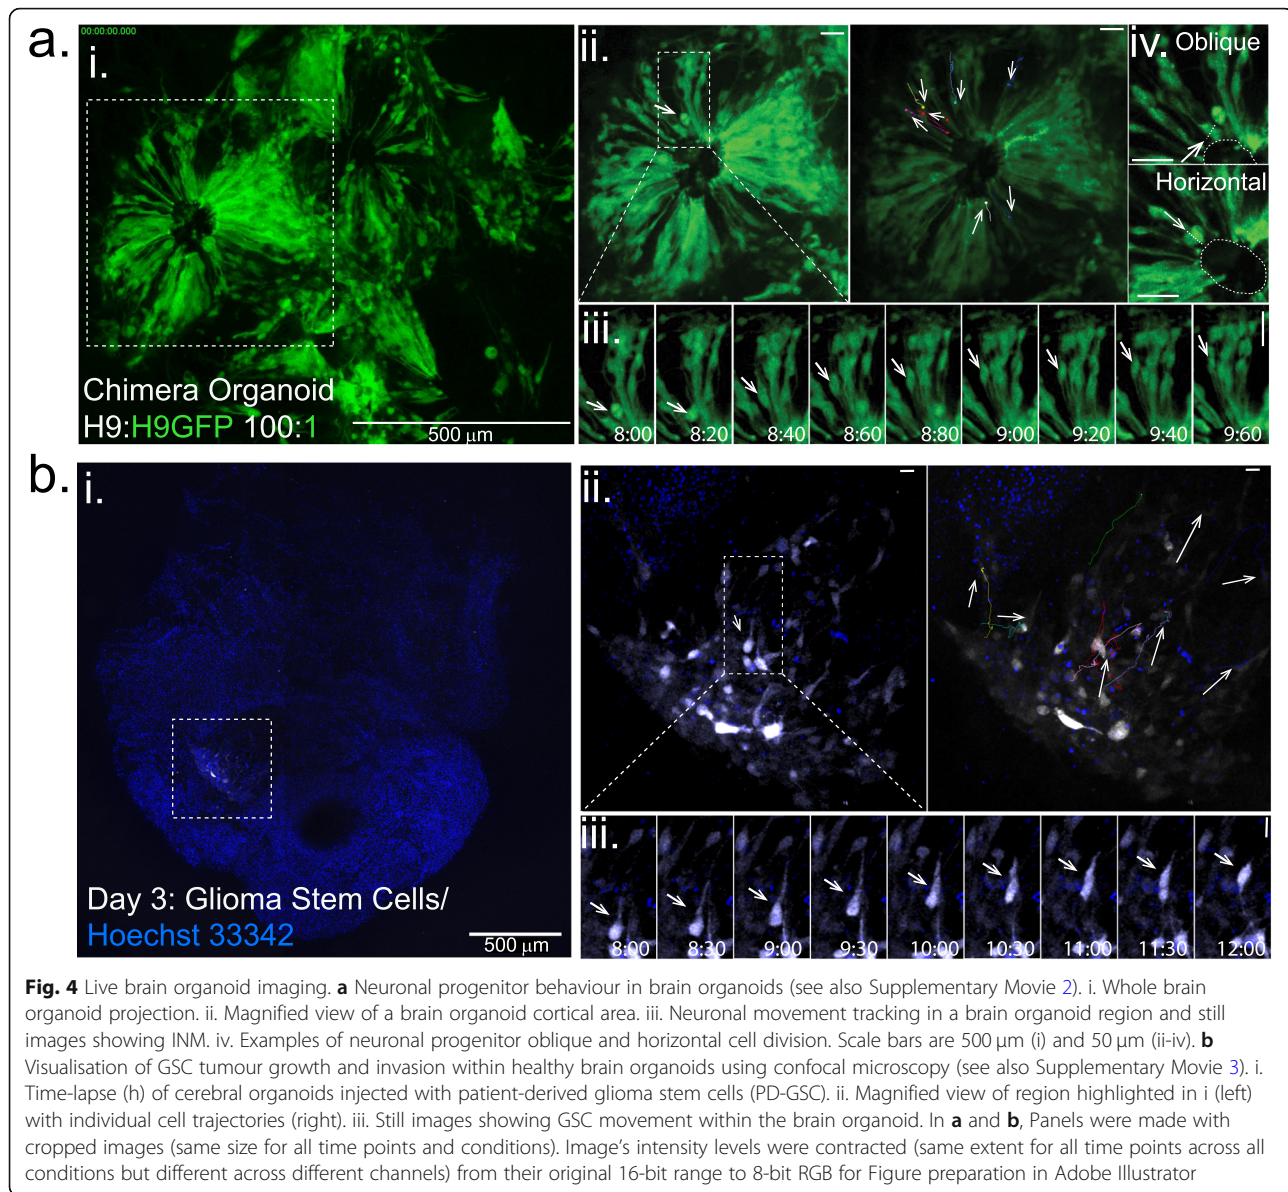 a.
00:00:00.000
i.
Chimera Organoid
H9:H9GFP 100:1
500 µm
ii.
iv. Oblique
Horizontal
iii.
8:00 8:20 8:40 8:60 8:80 9:00 9:20 9:40 9:60
b.
i.
Day 3: Glioma Stem Cells/
Hoechst 33342
500 µm
ii.
iii.
8:00 8:30 9:00 9:30 10:00 10:30 11:00 11:30 12:00
Fig. 4 Live brain organoid imaging. a Neuronal progenitor behaviour in brain organoids (see also Supplementary Movie 2). i. Whole brain
organoid projection. ii. Magnified view of a brain organoid cortical area. iii. Neuronal movement tracking in a brain organoid region and still
images showing INM. iv. Examples of neuronal progenitor oblique and horizontal cell division. Scale bars are 500 µm (i) and 50 µm (ii-iv). b
Visualisation of GSC tumour growth and invasion within healthy brain organoids using confocal microscopy (see also Supplementary Movie 3). i.
Time-lapse (h) of cerebral organoids injected with patient-derived glioma stem cells (PD-GSC). ii. Magnified view of region highlighted in i (left)
with individual cell trajectories (right). iii. Still images showing GSC movement within the brain organoid. In a and b, Panels were made with
cropped images (same size for all time points and conditions). Image's intensity levels were contracted (same extent for all time points across all
conditions but different across different channels) from their original 16-bit range to 8-bit RGB for Figure preparation in Adobe Illustrator